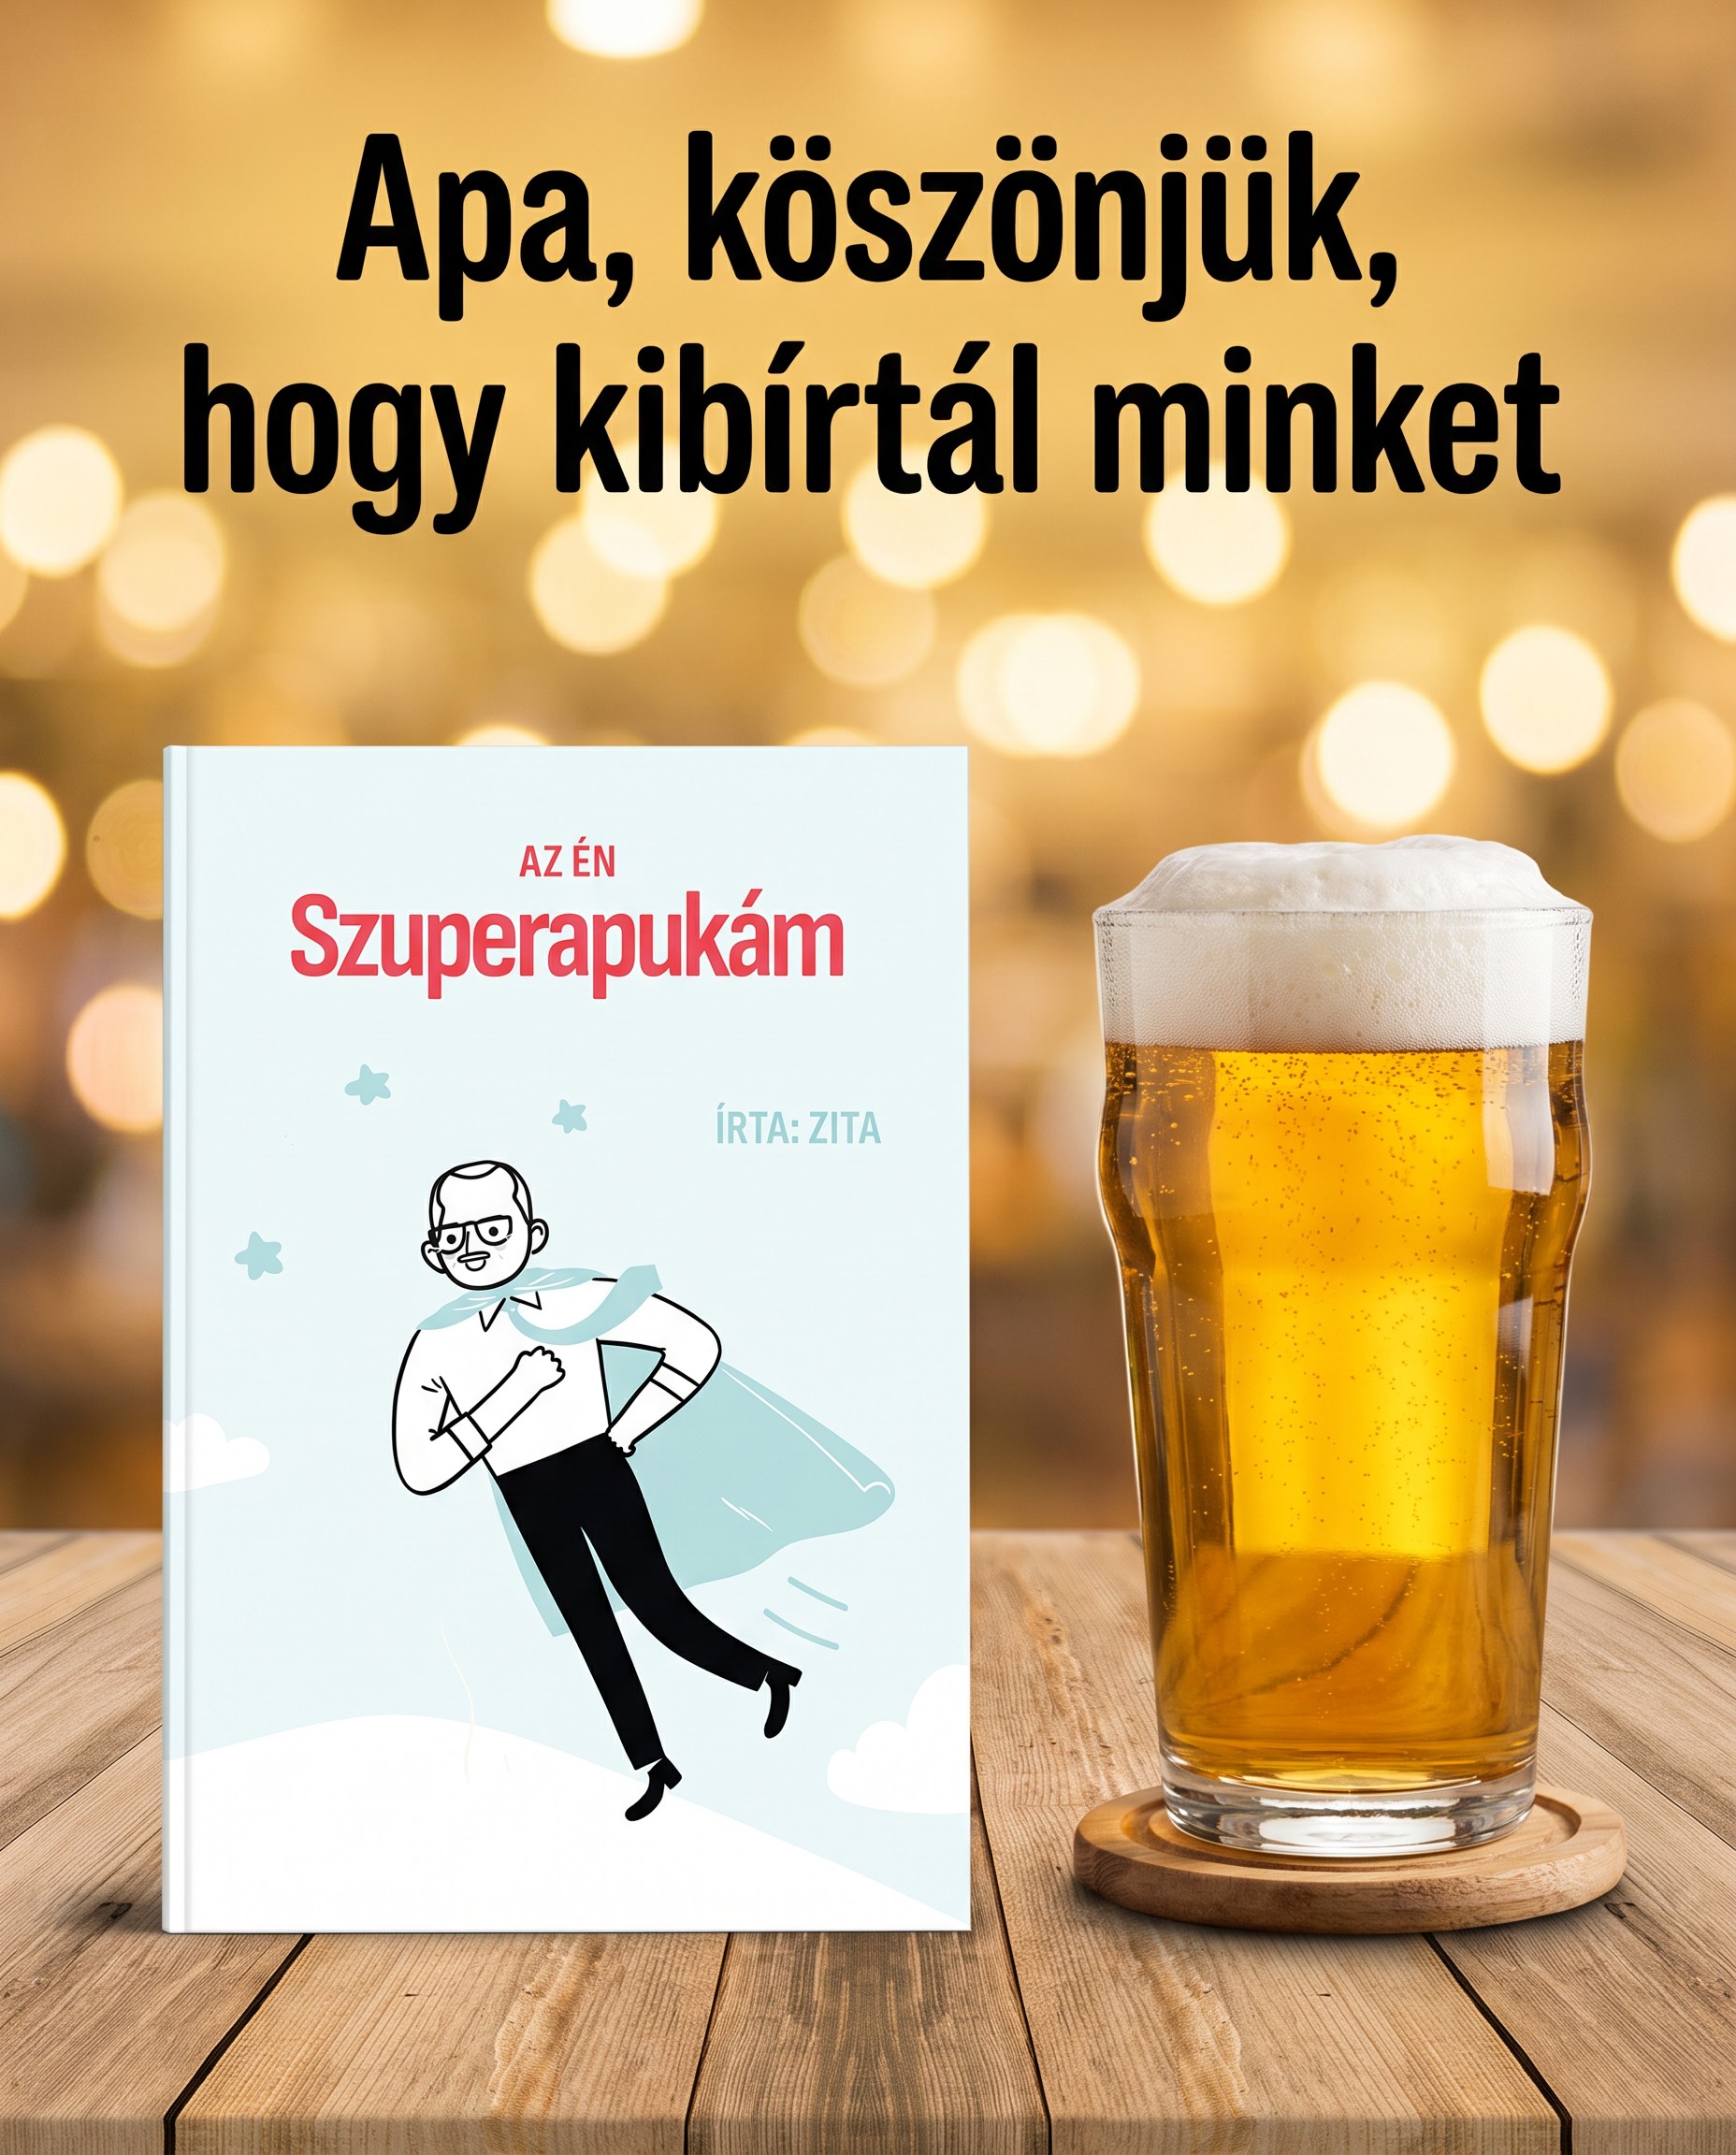 Apa, köszönjük,
hogy kibírtál minket
AZ ÉN
Szuperapukám
ÍRTA: ZITA